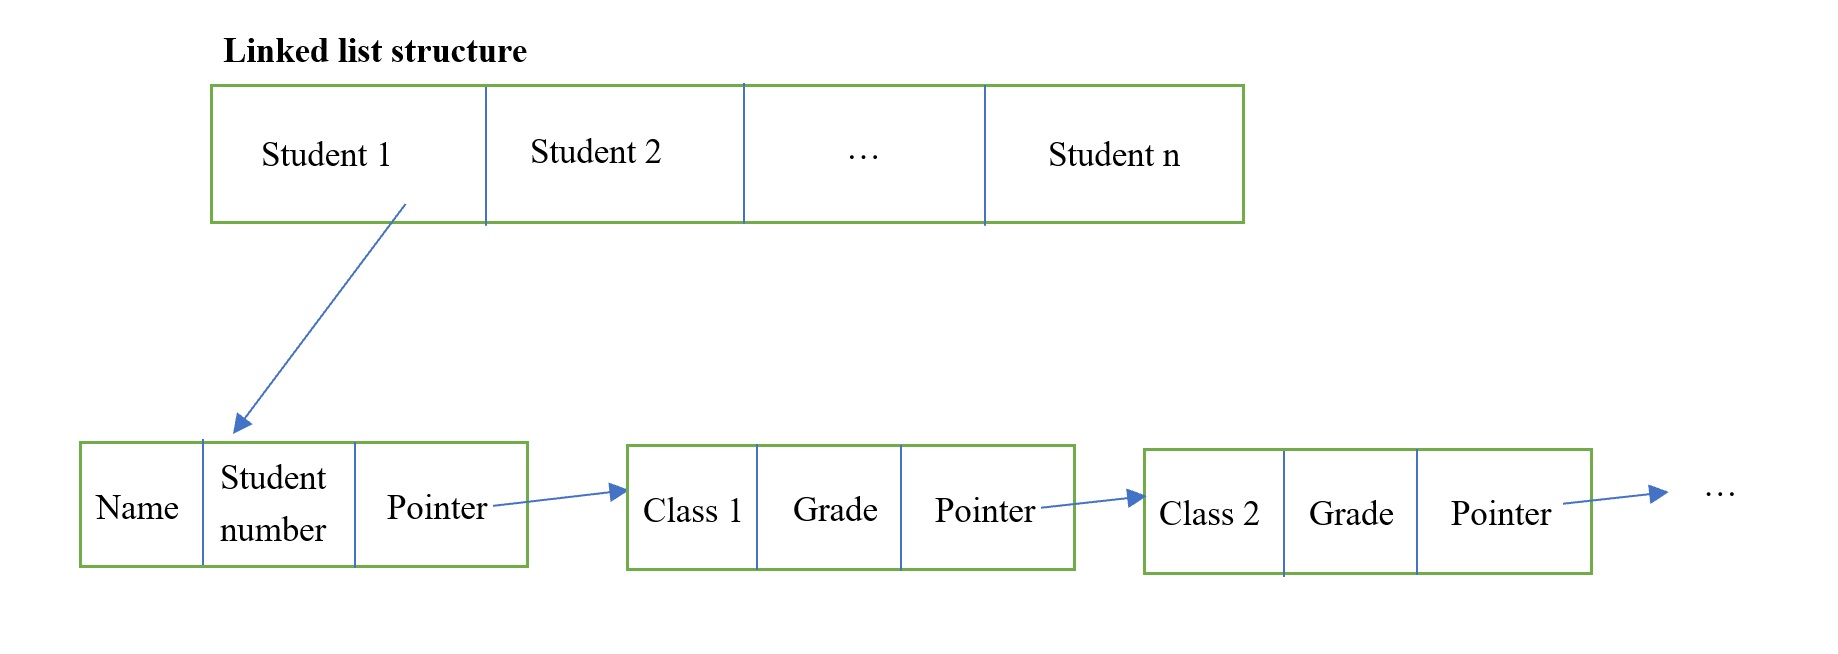 Linked list structure
Student 1 Student 2 … Student n
Name Student number Pointer Class 1 Grade Pointer Class 2 Grade Pointer …